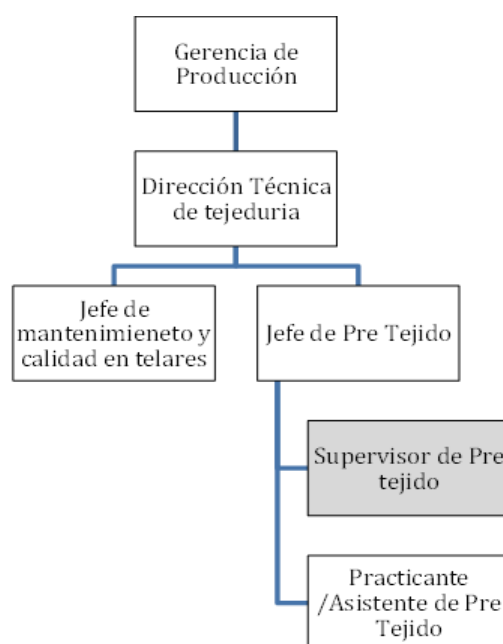 Gerencia de
Producción
Dirección Técnica
de tejeduria
Jefe de
mantenimieneto y
calidad en telares
Jefe de Pre Tejido
Supervisor de Pre
tejido
Practicante
/Asistente de Pre
Tejido